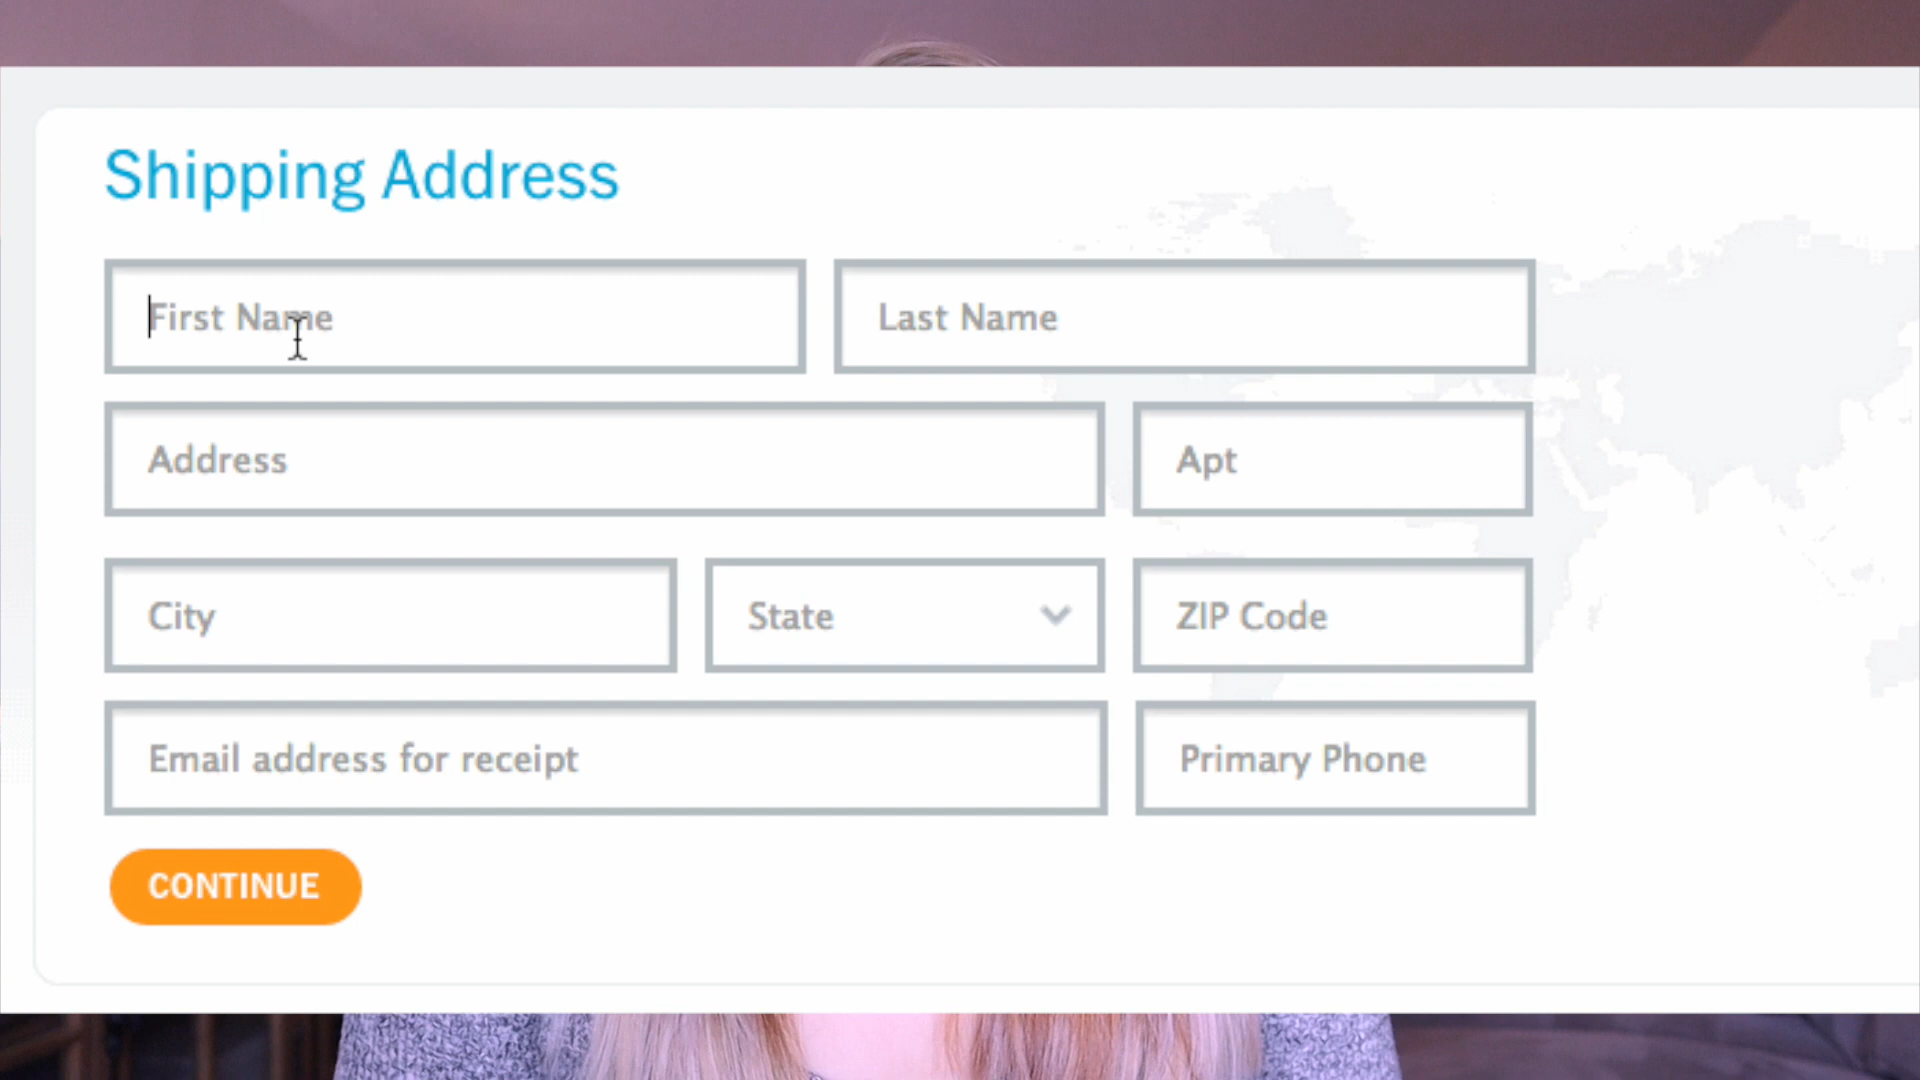 Shipping Address
First Name Last Name
Address Apt
City State ZIP Code
Email address for receipt Primary Phone
CONTINUE